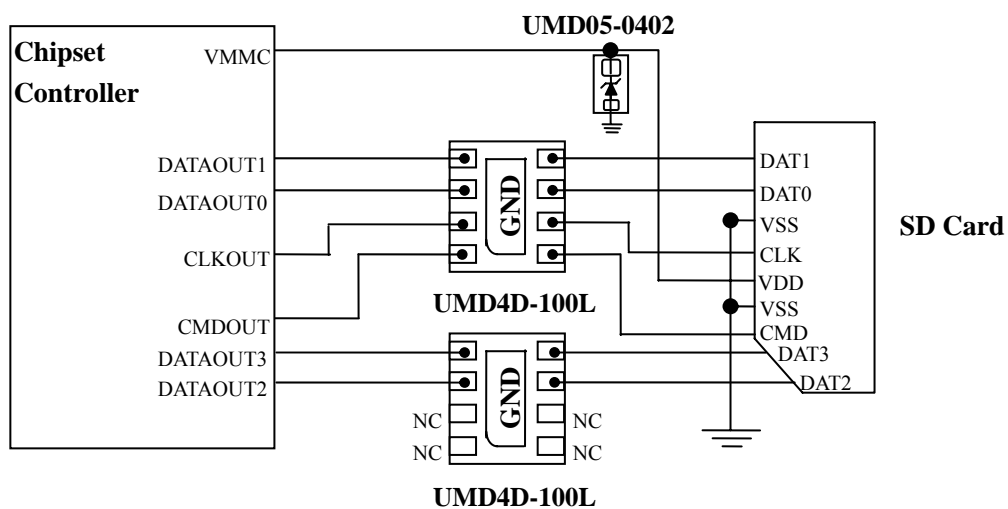 UMD05-0402
Chipset
Controller
VMMC
DATAOUT1
DATAOUT0
CLKOUT
CMDOUT
DATAOUT3
DATAOUT2
GND
UMD4D-100L
GND
NC
NC
NC
NC
UMD4D-100L
DAT1
DAT0
VSS
CLK
VDD
VSS
CMD
DAT3
DAT2
SD Card